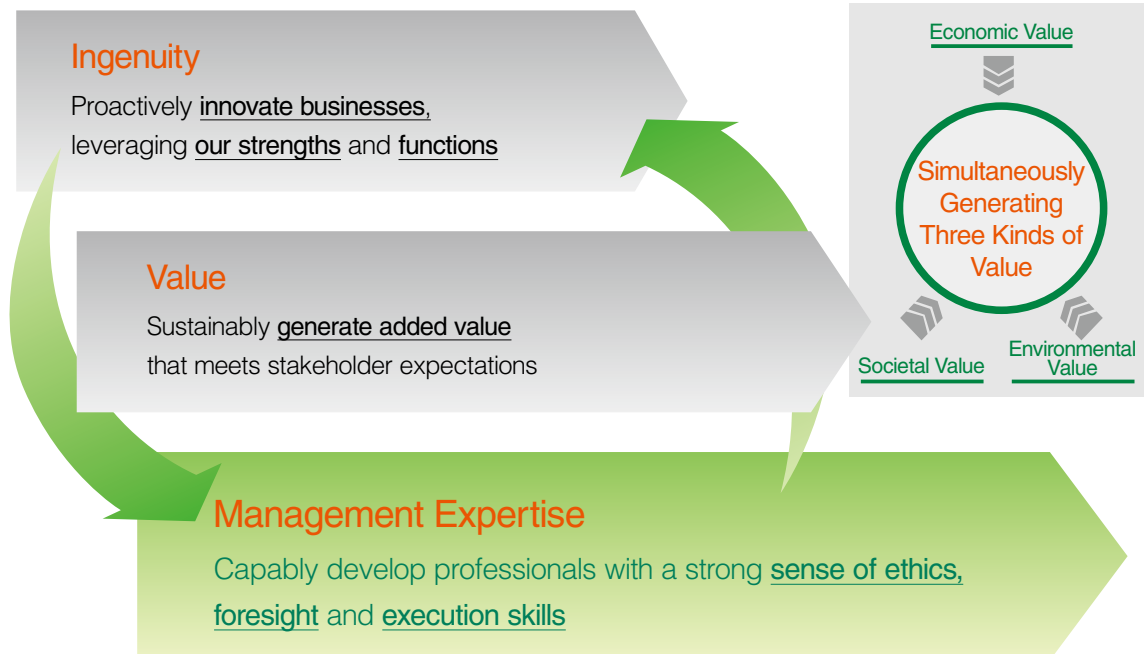 Ingenuity
Proactively innovate businesses,
leveraging our strengths and functions
Value
Sustainably generate added value
that meets stakeholder expectations
Management Expertise
Capably develop professionals with a strong sense of ethics,
foresight and execution skills
Economic Value
Simultaneously
Generating
Three Kinds of
Value
Societal Value
Environmental
Value